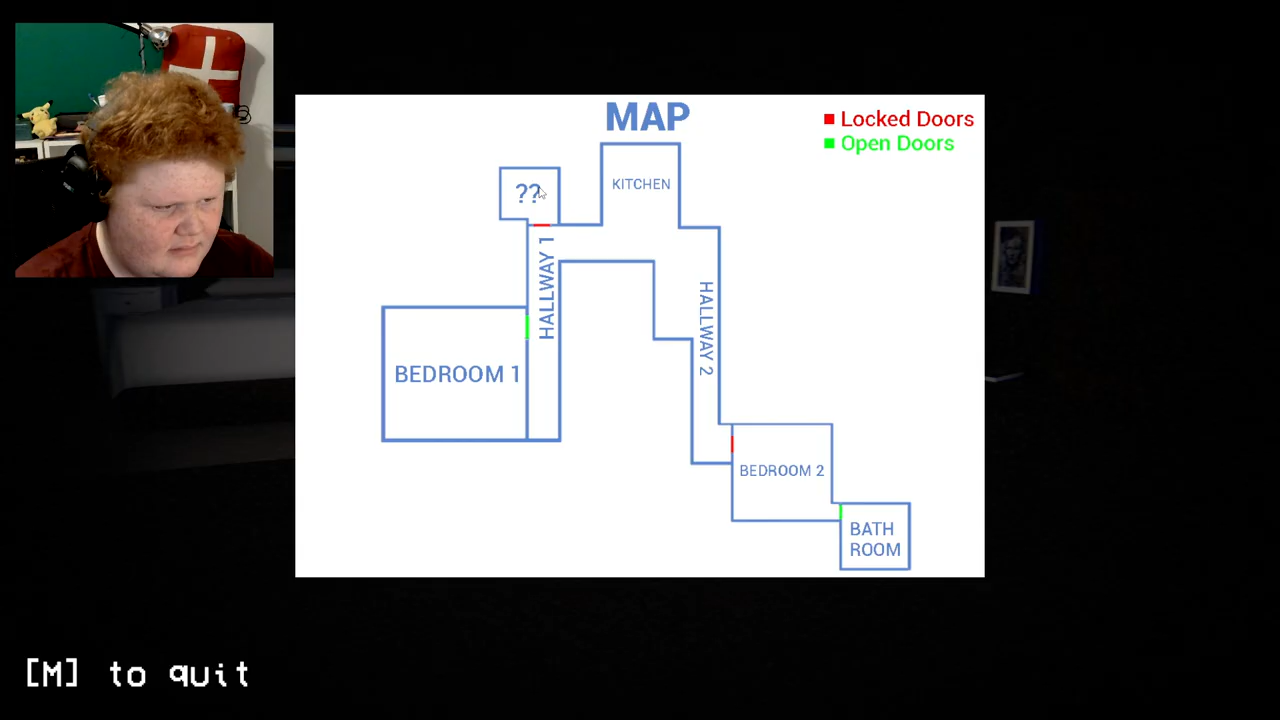 MAP
Locked Doors
Open Doors
KITCHEN
??
HALLWAY 1
HALLWAY 2
BEDROOM 1
BEDROOM 2
BATH
ROOM
[M] to quit